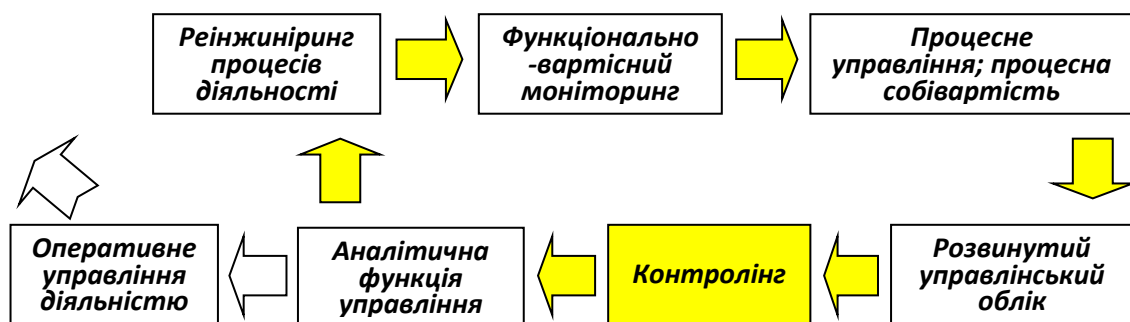 Реінжиніринг
процесів
діяльності
Функціонально
-вартісний
моніторинг
Процесне
управління; процесна
собівартість
Оперативне
управління
діяльністю
Аналітична
функція
управління
Контролінг
Розвинутий
управлінський
облік